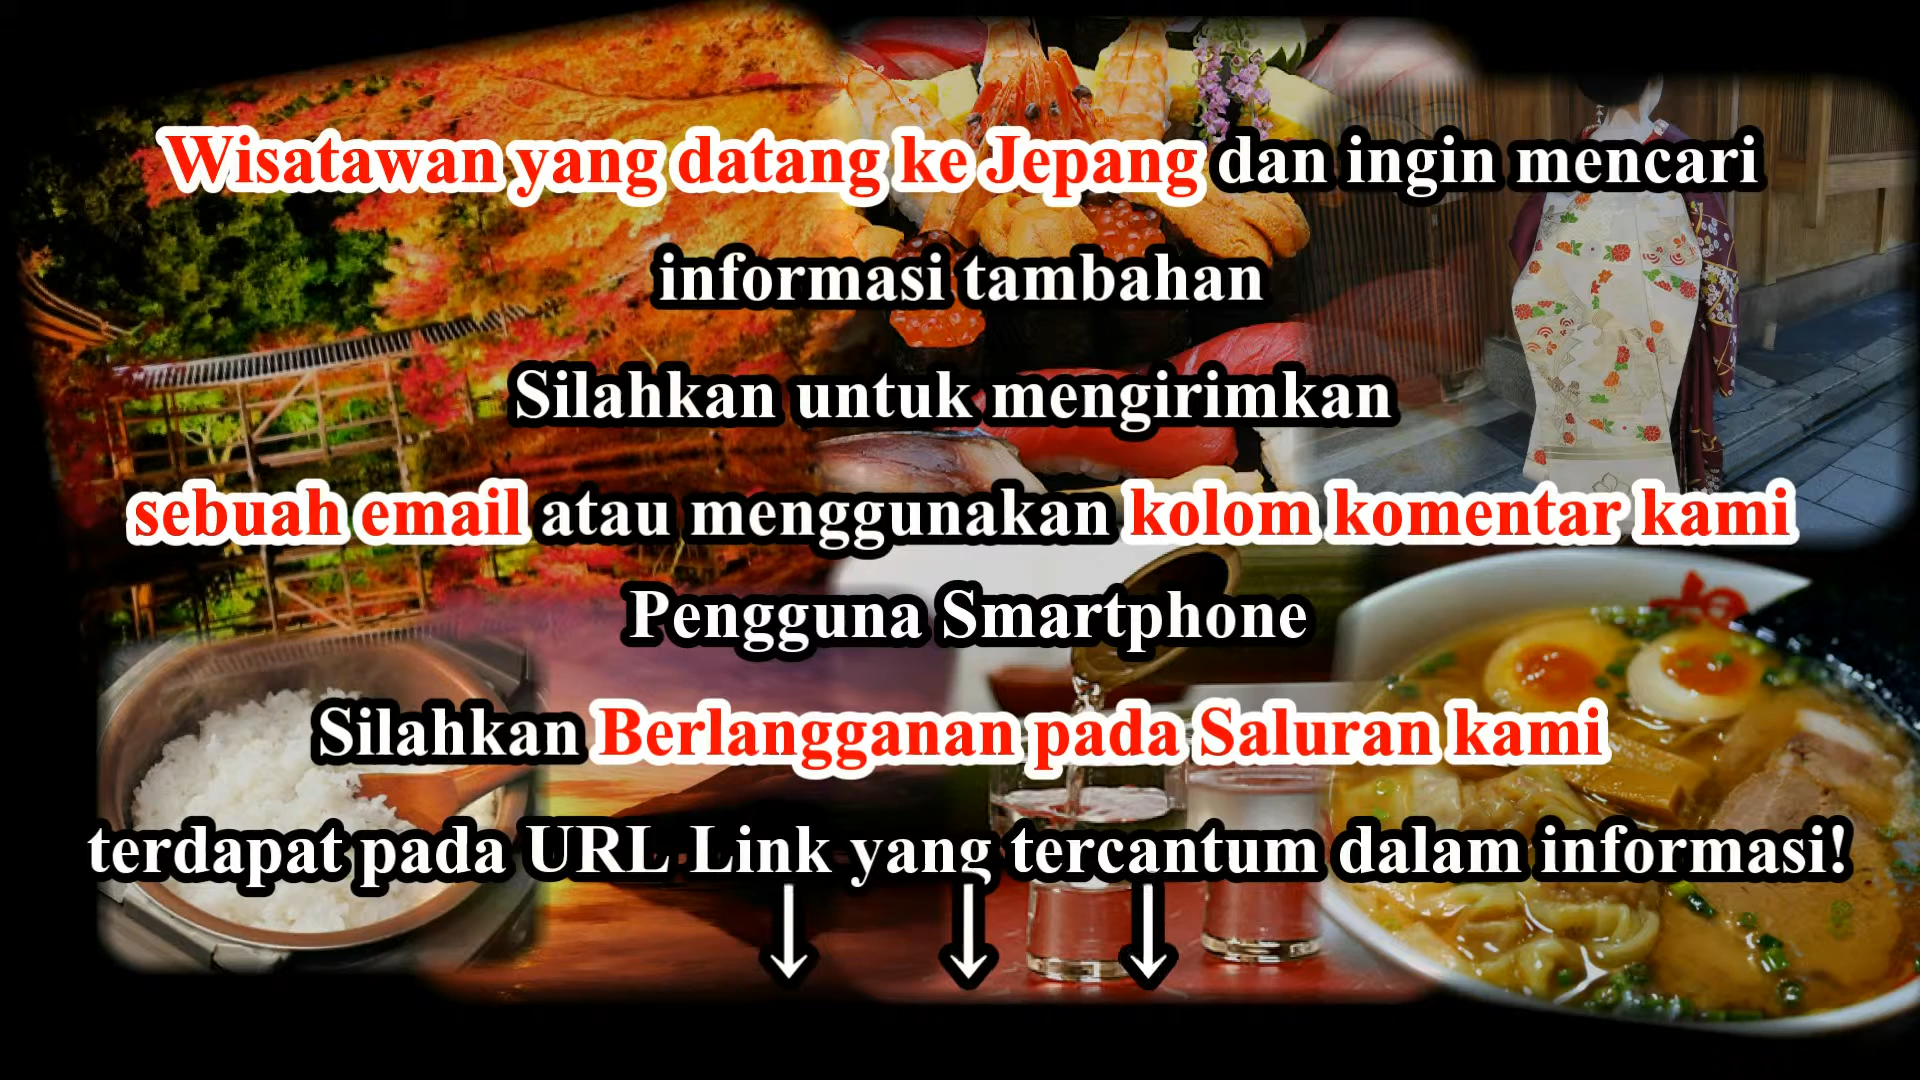 Wisatawan yang datang ke Jepang dan ingin mencari
informasi tambahan
Silahkan untuk mengirimkan
sebuah email atau menggunakan kolom komentar kami
Pengguna Smartphone
Silahkan Berlangganan pada Saluran kami
terdapat pada URL Link yang tercantum dalam informasi!
↓ ↓ ↓